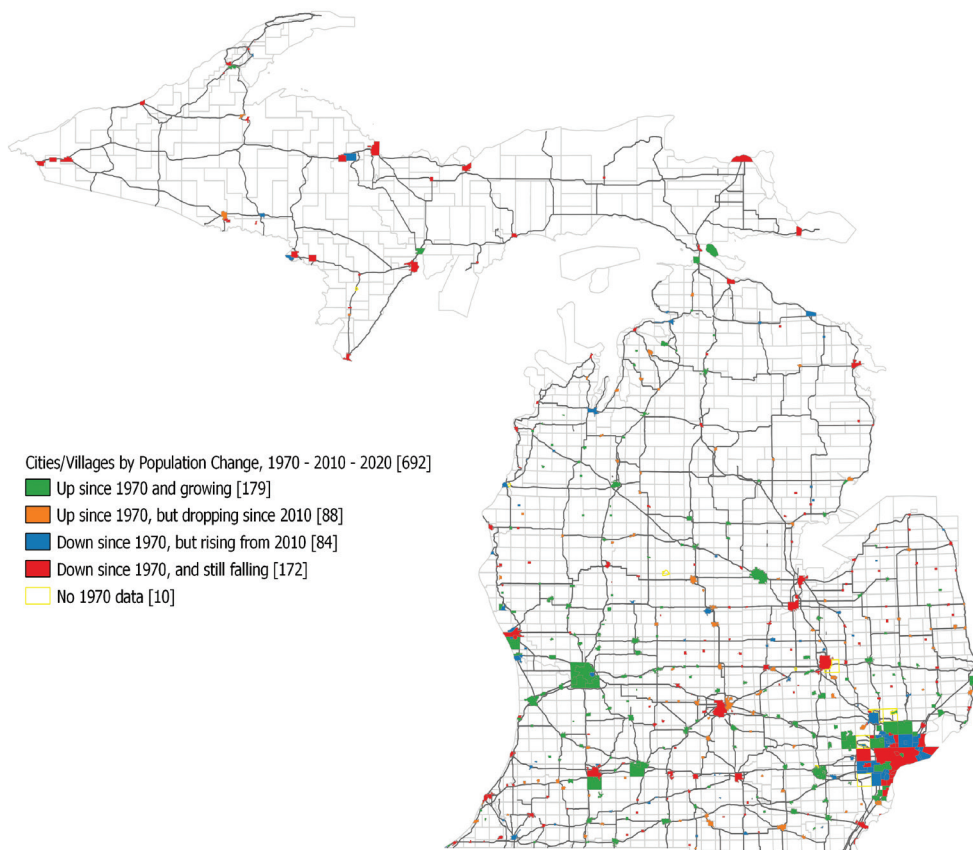 Cities/Villages by Population Change, 1970 - 2010 - 2020 [692]
Up since 1970 and growing [179]
Up since 1970, but dropping since 2010 [88]
Down since 1970, but rising from 2010 [84]
Down since 1970, and still falling [172]
No 1970 data [10]